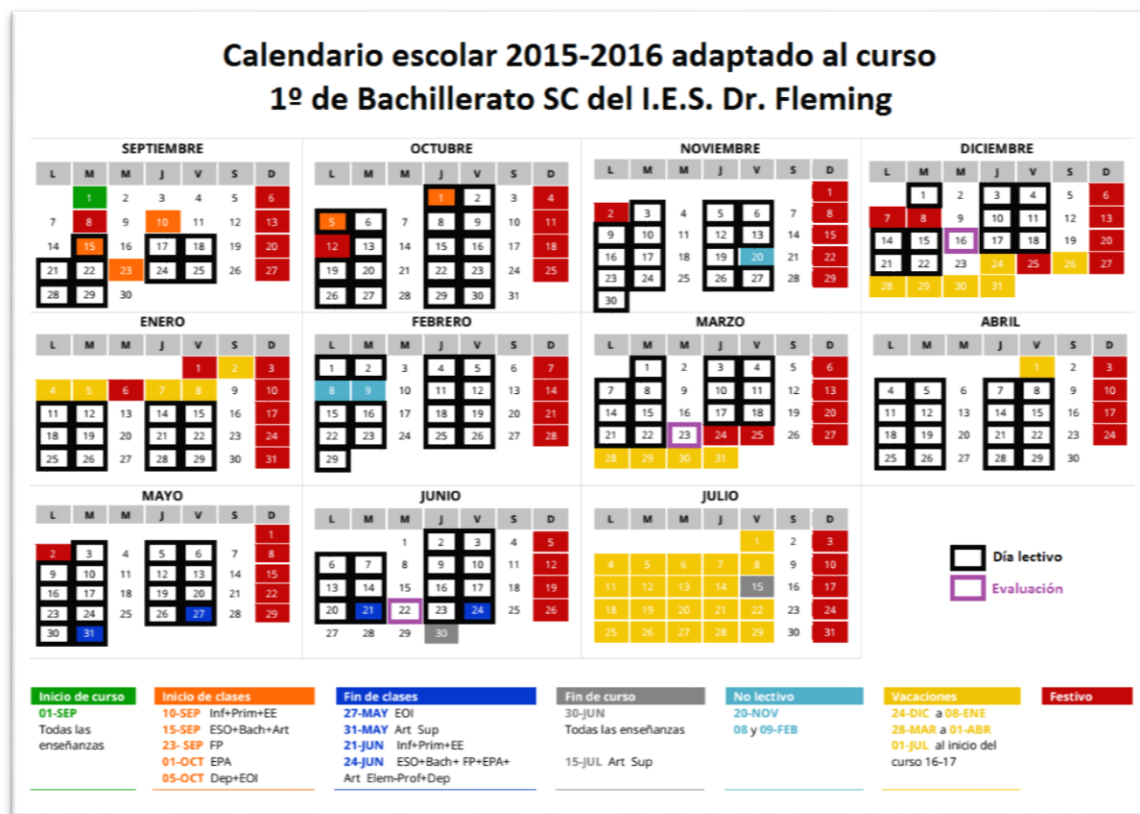 Calendario escolar 2015-2016 adaptado al curso
1º de Bachillerato SC del I.E.S. Dr. Fleming
SEPTIEMBRE
L M M J V S D
1 2 3 4 5 6
7 8 9 10 11 12 13
14 15 16 17 18 19 20
21 22 23 24 25 26 27
28 29 30
OCTUBRE
L M M J V S D
1 2 3 4
5 6 7 8 9 10 11
12 13 14 15 16 17 18
19 20 21 22 23 24 25
26 27 28 29 30 31
NOVIEMBRE
L M M J V S D
1
2 3 4 5 6 7 8
9 10 11 12 13 14 15
16 17 18 19 20 21 22
23 24 25 26 27 28 29
30
DICIEMBRE
L M M J V S D
1 2 3 4 5 6
7 8 9 10 11 12 13
14 15 16 17 18 19 20
21 22 23 24 25 26 27
28 29 30 31
ENERO
L M M J V S D
1 2 3
4 5 6 7 8 9 10
11 12 13 14 15 16 17
18 19 20 21 22 23 24
25 26 27 28 29 30 31
FEBRERO
L M M J V S D
1 2 3 4 5 6 7
8 9 10 11 12 13 14
15 16 17 18 19 20 21
22 23 24 25 26 27 28
29
MARZO
L M M J V S D
1 2 3 4 5 6
7 8 9 10 11 12 13
14 15 16 17 18 19 20
21 22 23 24 25 26 27
28 29 30 31
ABRIL
L M M J V S D
1 2 3
4 5 6 7 8 9 10
11 12 13 14 15 16 17
18 19 20 21 22 23 24
25 26 27 28 29 30
MAYO
L M M J V S D
1
2 3 4 5 6 7 8
9 10 11 12 13 14 15
16 17 18 19 20 21 22
23 24 25 26 27 28 29
30 31
JUNIO
L M M J V S D
1 2 3 4 5
6 7 8 9 10 11 12
13 14 15 16 17 18 19
20 21 22 23 24 25 26
27 28 29 30
JULIO
L M M J V S D
1 2 3
4 5 6 7 8 9 10
11 12 13 14 15 16 17
18 19 20 21 22 23 24
25 26 27 28 29 30 31
Día lectivo
Evaluación
Inicio de curso
01-SEP
Todas las
enseñanzas
Inicio de clases
10-SEP Inf+Prim+EE
15-SEP ESO+Bach+Art
23- SEP FP
01-OCT EPA
05-OCT Dep+EOI
Fin de clases
27-MAY EOI
31-MAY Art Sup
21-JUN Inf+Prim+EE
24-JUN ESO+Bach+ FP+EPA+
Art Elem-Prof+Dep
Fin de curso
30-JUN
Todas las enseñanzas
15-JUL Art Sup
No lectivo
20-NOV
08 y 09-FEB
Vacaciones
24-DIC a 08-ENE
28-MAR a 01-ABR
01-JUL al inicio del
curso 16-17
Festivo